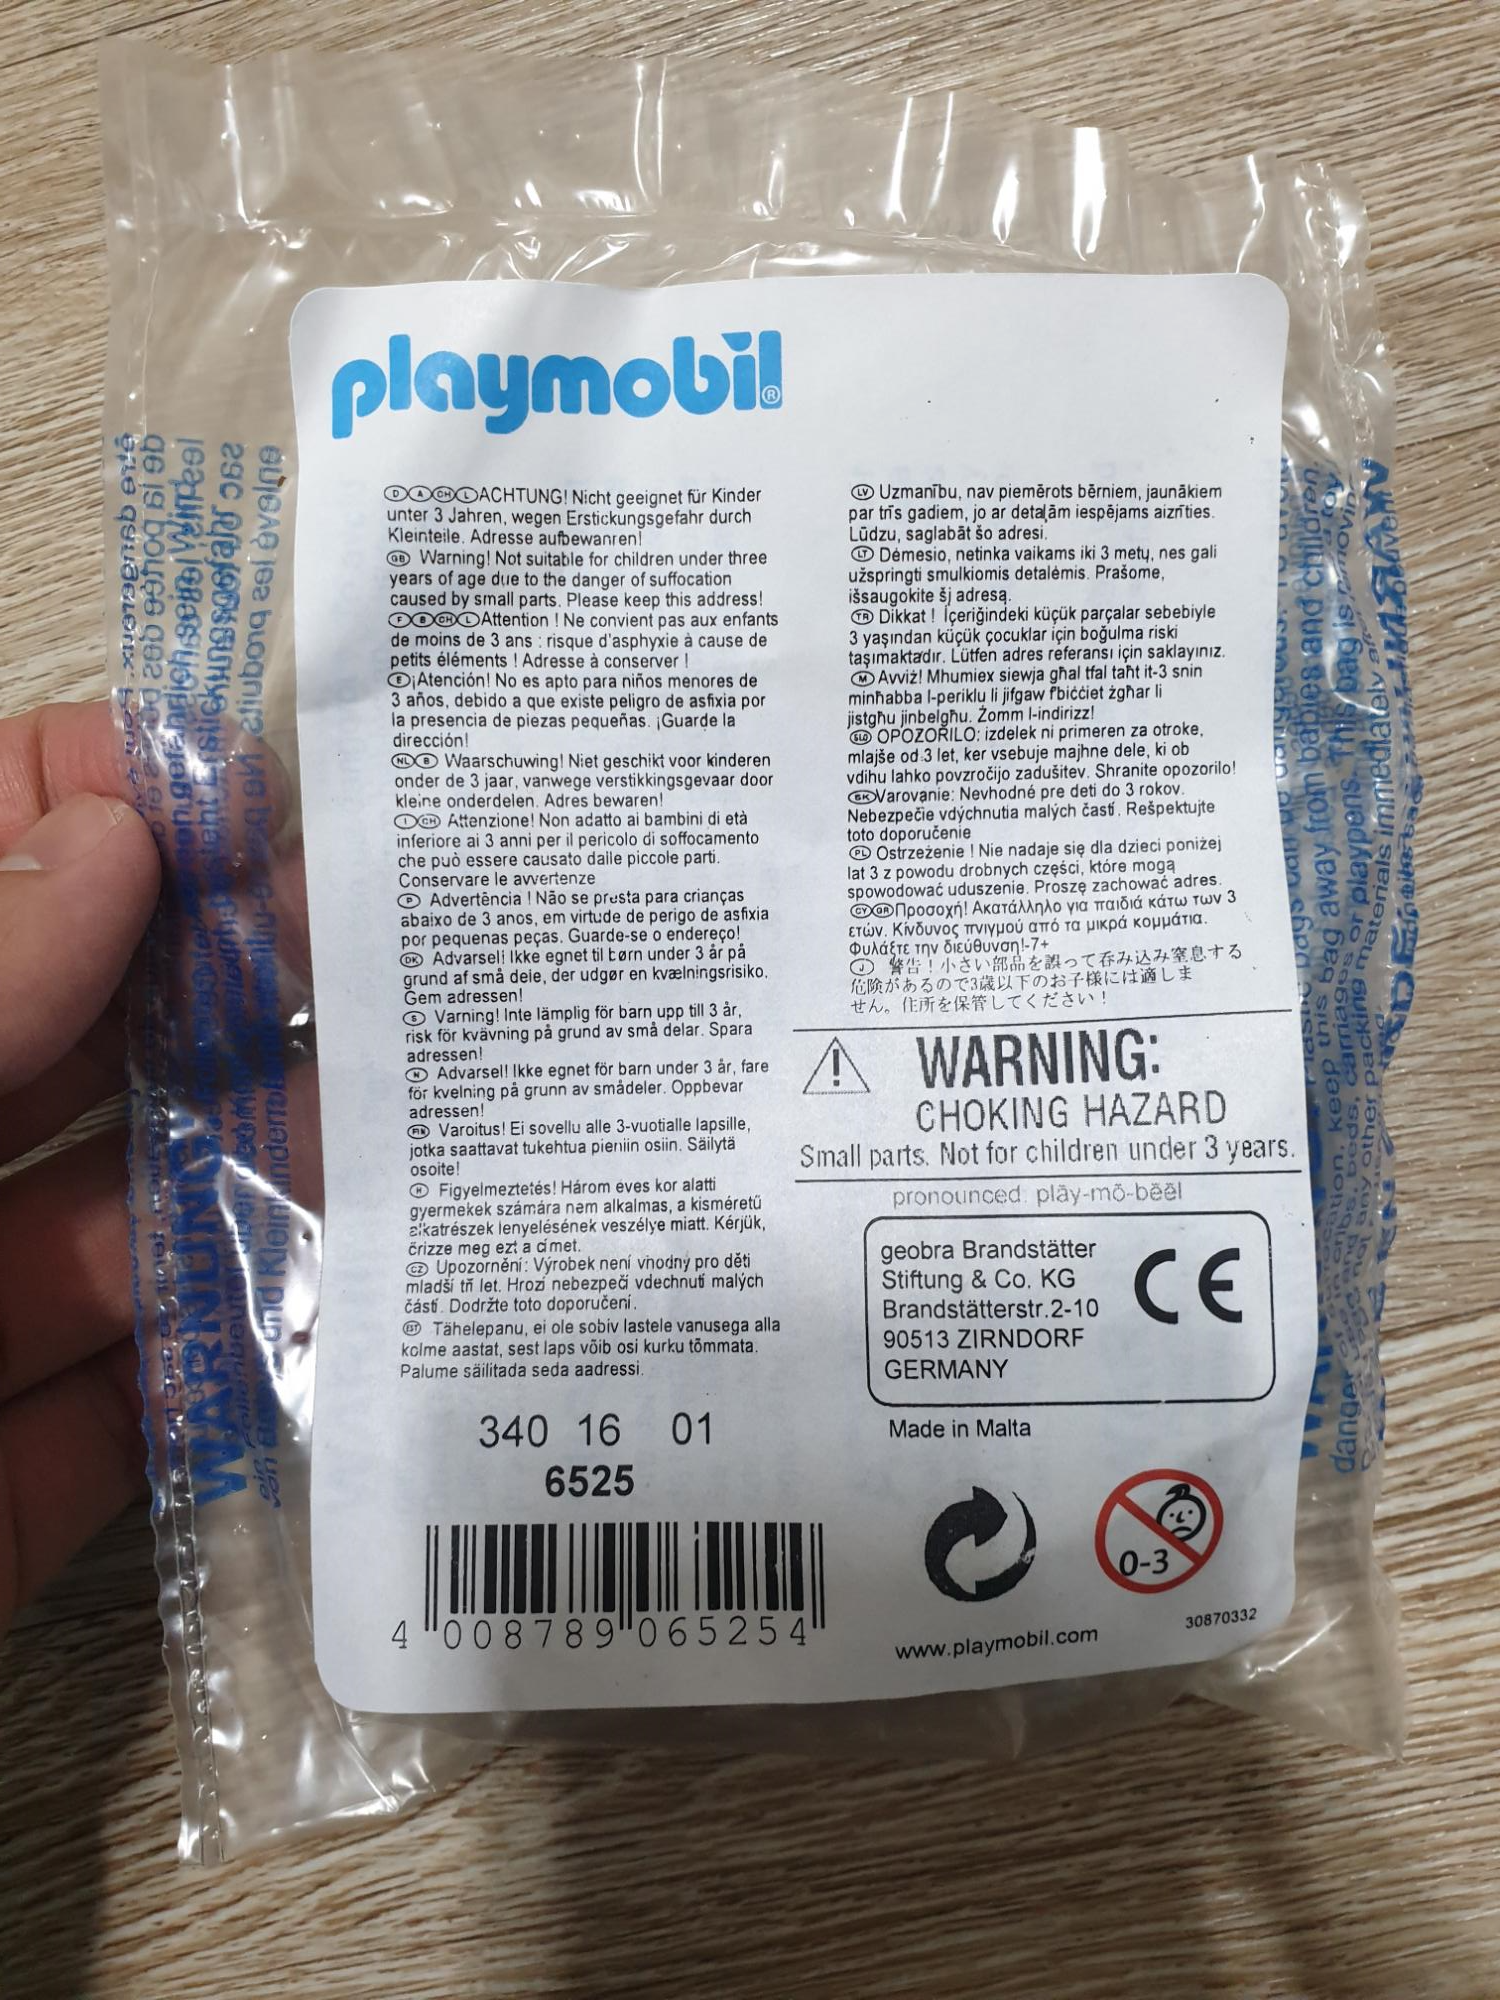 playmobil®
D A CH L ACHTUNG! Nicht geeignet für Kinder
unter 3 Jahren, wegen Erstickungsgefahr durch
Kleinteile. Adresse aufbewahren!
GB Warning! Not suitable for children under three
years of age due to the danger of suffocation
caused by small parts. Please keep this address!
F B CH L Attention ! Ne convient pas aux enfants
de moins de 3 ans : risque d'asphyxie à cause de
petits éléments ! Adresse à conserver !
E ¡Atención! No es apto para niños menores de
3 años, debido a que existe peligro de asfixia por
la presencia de piezas pequeñas. ¡Guarde la
dirección!
NL B Waarschuwing! Niet geschikt voor kinderen
onder de 3 jaar, vanwege verstikkingsgevaar door
kleine onderdelen. Adres bewaren!
I CH Attenzione! Non adatto ai bambini di età
inferiore ai 3 anni per il pericolo di soffocamento
che può essere causato dalle piccole parti.
Conservare le avvertenze
P Advertência ! Não se presta para crianças
abaixo de 3 anos, em virtude de perigo de asfixia
por pequenas peças. Guarde-se o endereço!
DK Advarsel! Ikke egnet til børn under 3 år på
grund af små dele, der udgør en kvælningsrisiko.
Gem adressen!
S Varning! Inte lämplig för barn upp till 3 år,
risk för kvävning på grund av små delar. Spara
adressen!
N Advarsel! Ikke egnet för barn under 3 år, fare
för kvelning på grunn av smådeler. Oppbevar
adressen!
FIN Varoitus! Ei sovellu alle 3-vuotialle lapsille,
jotka saattavat tukehtua pieniin osiin. Säilytä
osoite!
H Figyelmeztetés! Három éves kor alatti
gyermekek számára nem alkalmas, a kisméretű
alkatrészek lenyelésének veszélye miatt. Kérjük,
őrizze meg ezt a címet.
CZ Upozornění: Výrobek není vhodný pro děti
mladší tří let. Hrozí nebezpečí vdechnutí malých
částí. Dodržte toto doporučení.
EST Tähelepanu, ei ole sobiv lastele vanusega alla
kolme aastat, sest laps võib osi kurku tõmmata.
Palume säilitada seda aadressi.
340 16 01
6525
4 008789 065254
LV Uzmanību, nav piemērots bērniem, jaunākiem
par trīs gadiem, jo ar detaļām iespējams aizrīties.
Lūdzu, saglabāt šo adresi.
LT Dėmesio, netinka vaikams iki 3 metų, nes gali
užspringti smulkiomis detalėmis. Prašome,
išsaugokite šį adresą.
TR Dikkat ! İçeriğindeki küçük parçalar sebebiyle
3 yaşından küçük çocuklar için boğulma riski
taşımaktadır. Lütfen adres referansı için saklayınız.
M Avviż! Mhumiex siewja għal tfal taħt it-3 snin
minħabba l-periklu li jifgaw f'biċċiet żgħar li
jistgħu jinbelgħu. Żomm l-indirizz!
SLO OPOZORILO: izdelek ni primeren za otroke,
mlajše od 3 let, ker vsebuje majhne dele, ki ob
vdihu lahko povzročijo zadušitev. Shranite opozorilo!
SK Varovanie: Nevhodné pre deti do 3 rokov.
Nebezpečie vdýchnutia malých častí. Rešpektujte
toto doporučenie
PL Ostrzeżenie ! Nie nadaje się dla dzieci poniżej
lat 3 z powodu drobnych części, które mogą
spowodować uduszenie. Proszę zachować adres.
CY GR Προσοχή! Ακατάλληλο για παιδιά κάτω των 3
ετών. Κίνδυνος πνιγμού από τα μικρά κομμάτια.
Φυλάξτε την διεύθυνση!-7+
J 警告！小さい部品を誤って呑み込み窒息する
危険があるので3歳以下のお子様には適しま
せん。住所を保管してください！
WARNING:
CHOKING HAZARD
Small parts. Not for children under 3 years.
pronounced: plāy-mō-bēēl
geobra Brandstätter
Stiftung & Co. KG
Brandstätterstr.2-10
90513 ZIRNDORF
GERMANY
CE
Made in Malta
0-3
www.playmobil.com
30870332
WARNUNG